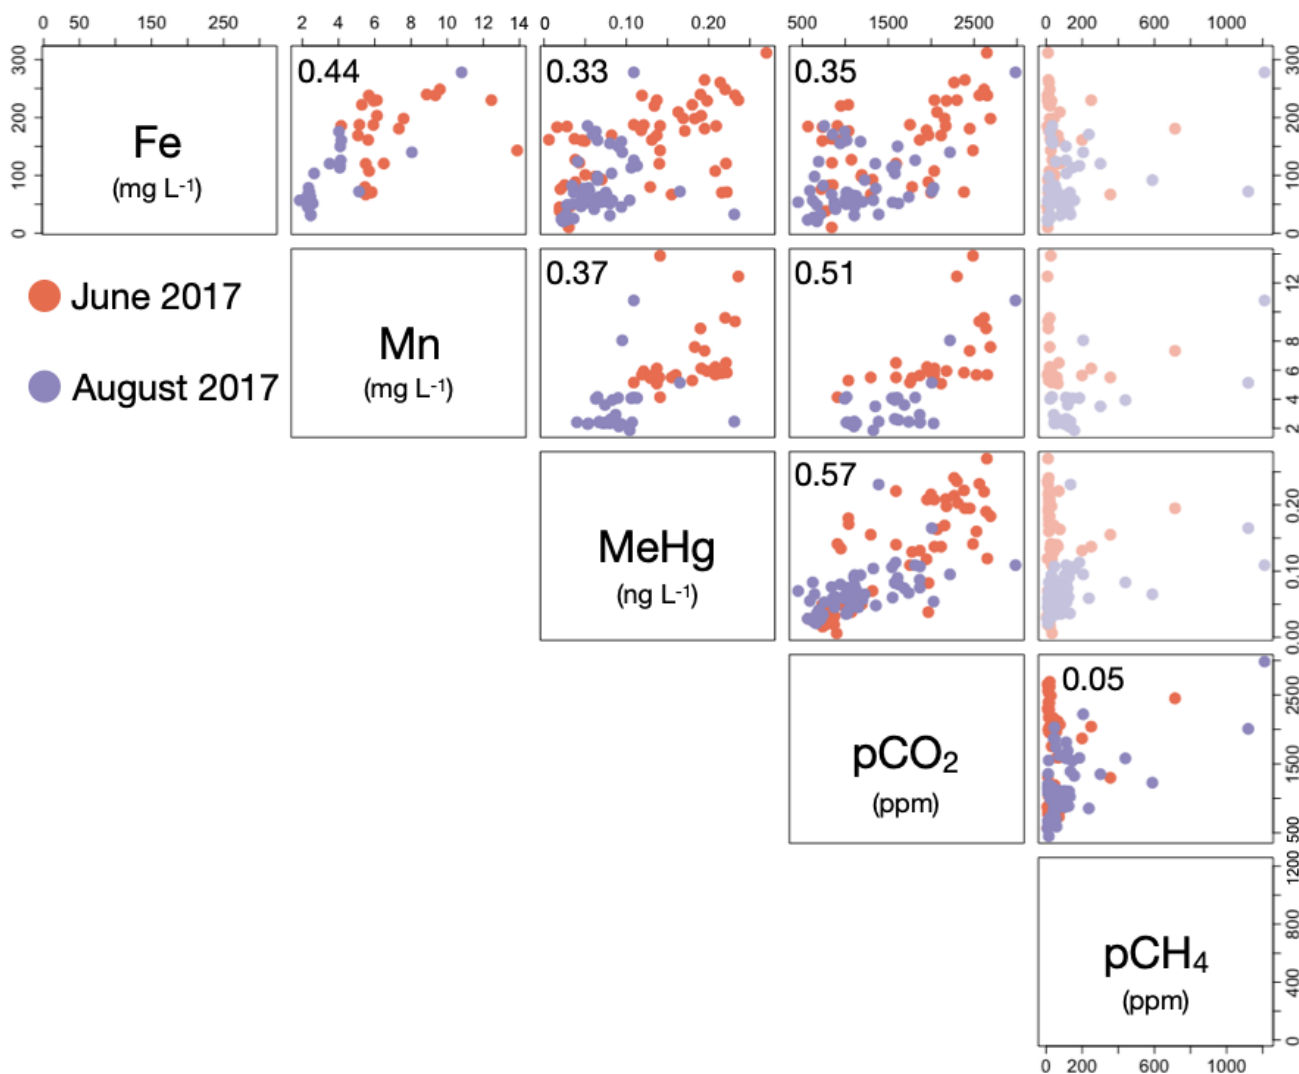 0 50 150 250 2 4 6 8 12 14 0 0.10 0.20 500 1500 2500 0 200 600 1000
0 100 200 300 Fe (mg L-1) 0.44 0.33 0.35 0 100 200 300
June 2017
August 2017
Mn (mg L-1) 0.37 0.51 2 4 6 8 12
MeHg (ng L-1) 0.57 0.00 0.10 0.20
pCO2 (ppm) 0.05 500 1500 2500
pCH4 (ppm) 0 400 800 1200
0 200 600 1000